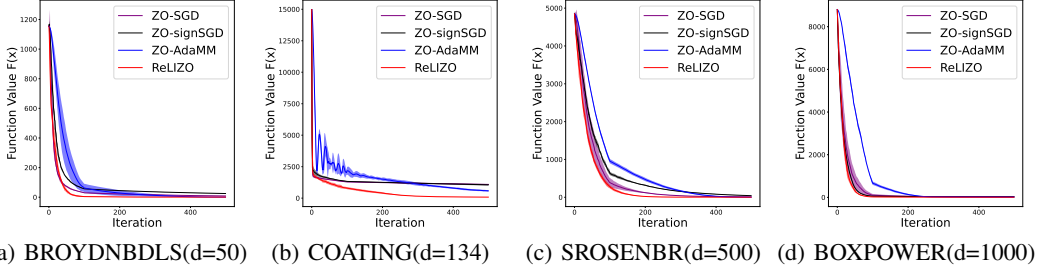 Function Value F(x)
1200
1000
800
600
400
200
0
0
200
400
Iteration
ZO-SGD
ZO-signSGD
ZO-AdaMM
ReLIZO
Function Value F(x)
15000
12500
10000
7500
5000
2500
0
0
200
400
Iteration
ZO-SGD
ZO-signSGD
ZO-AdaMM
ReLIZO
Function Value F(x)
5000
4000
3000
2000
1000
0
0
200
400
Iteration
ZO-SGD
ZO-signSGD
ZO-AdaMM
ReLIZO
Function Value F(x)
8000
6000
4000
2000
0
0
200
400
Iteration
ZO-SGD
ZO-signSGD
ZO-AdaMM
ReLIZO
a) BROYDNBDLS(d=50) (b) COATING(d=134) (c) SROSENBR(d=500) (d) BOXPOWER(d=1000)